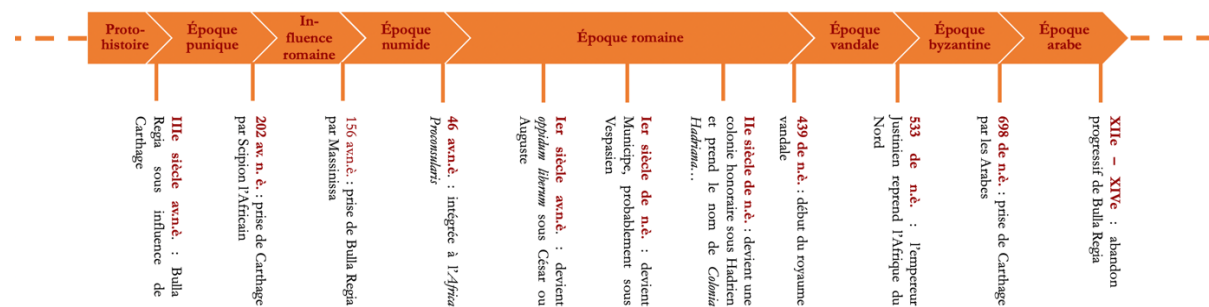 Proto-
histoire
Époque
punique
In-
fluence
romaine
Époque
numide
Époque romaine
Époque
vandale
Époque
byzantine
Époque
arabe
IIIe siècle av.n.è. : Bulla
Regia sous influence de
Carthage
202 av. n. è. : prise de Carthage
par Scipion l'Africain
156 av.n.è. : prise de Bulla Regia
par Massinissa
46 av.n.è. : intégrée à l'Africa
Proconsularis
Ier siècle av.n.è. : devient
oppidum liberum sous César ou
Auguste
Ier siècle de n.è. : devient
Municipe, probablement sous
Vespasien
IIe siècle de n.è. : devient une
colonie honoraire sous Hadrien
et prend le nom de Colonia
Hadriana…
439 de n.è. : début du royaume
vandale
533 de n.è. : l'empereur
Justinien reprend l'Afrique du
Nord
698 de n.è. : prise de Carthage
par les Arabes
XIIe – XIVe : abandon
progressif de Bulla Regia